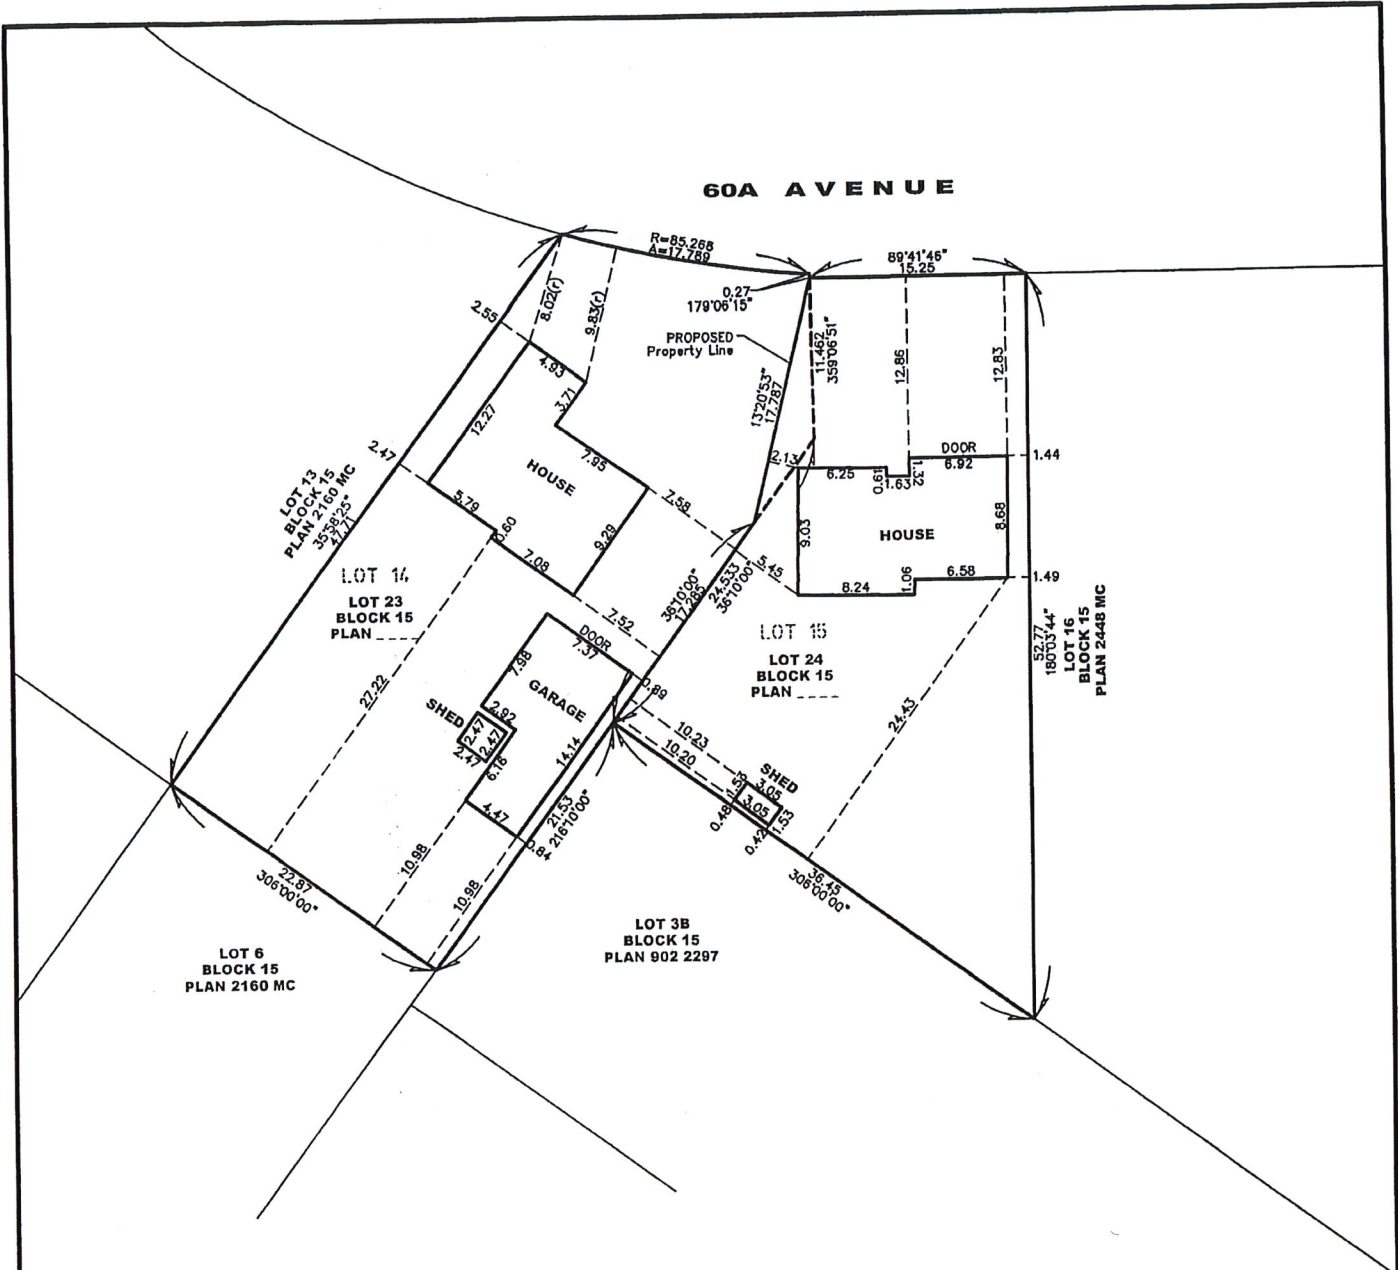 60A AVENUE
R=85.268
A=17.789
89°41'46"
15.25
0.27
179°06'15"
PROPOSED
Property Line
8.02(r)
9.83(r)
2.55
11.462
359°06'51"
12.86
12.83
4.93
3.71
12.27
13°20'53"
17.787
2.47
7.95
HOUSE
2.13
6.25
0.61
1.63
1.32
DOOR
6.92
1.44
LOT 13
BLOCK 15
PLAN 2160 MC
35°58'25"
47.71
5.79
0.60
7.08
9.29
7.58
9.03
HOUSE
8.68
5.45
8.24
1.06
6.58
1.49
LOT 14
LOT 23
BLOCK 15
PLAN _ _ _ _
36°10'00"
17.285
24.533
36°10'00"
7.52
LOT 15
LOT 24
BLOCK 15
PLAN _ _ _ _
52.77
180°03'44"
LOT 16
BLOCK 15
PLAN 2448 MC
DOOR
7.37
7.98
0.89
GARAGE
27.22
SHED
2.92
2.47
2.47
2.47
6.16
14.14
4.47
21.53
216°10'00"
0.84
10.98
10.98
22.87
306°00'00"
10.23
10.20
SHED
1.53
3.05
3.05
1.53
0.48
0.42
24.43
36.45
306°00'00"
LOT 6
BLOCK 15
PLAN 2160 MC
LOT 3B
BLOCK 15
PLAN 902 2297